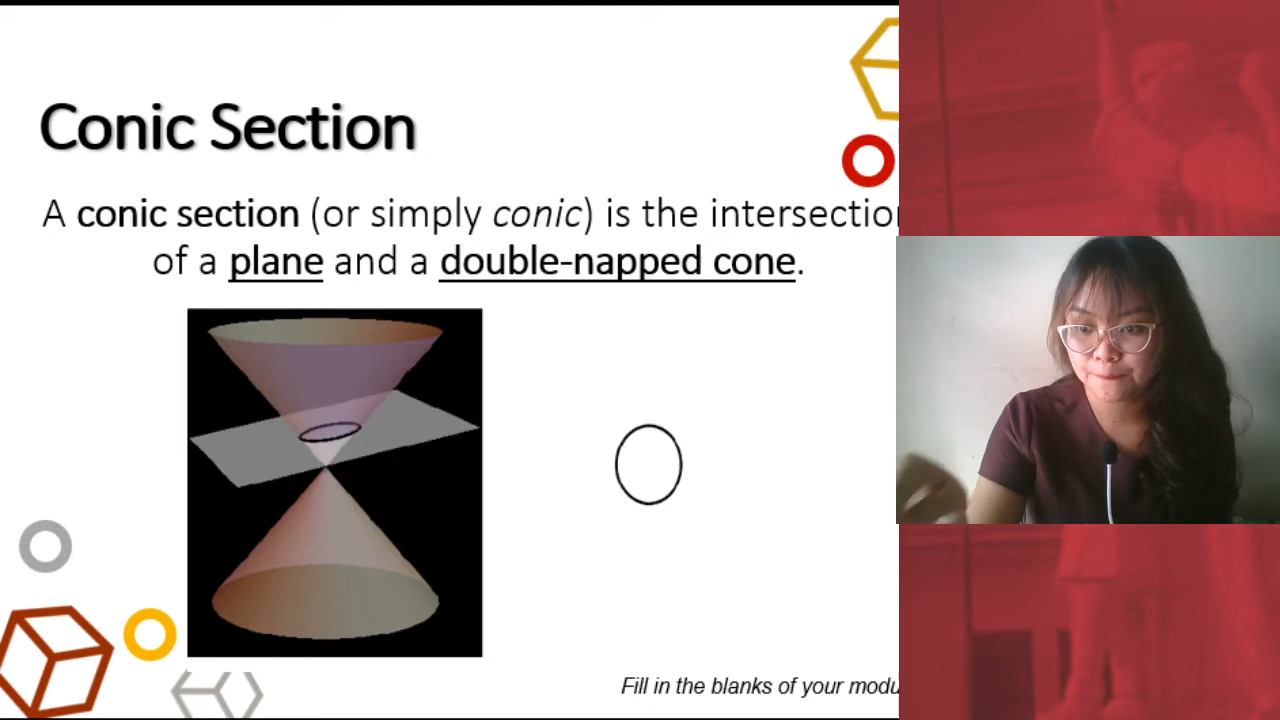 Conic Section
A conic section (or simply conic) is the intersectio
of a plane and a double-napped cone.
Fill in the blanks of your modu